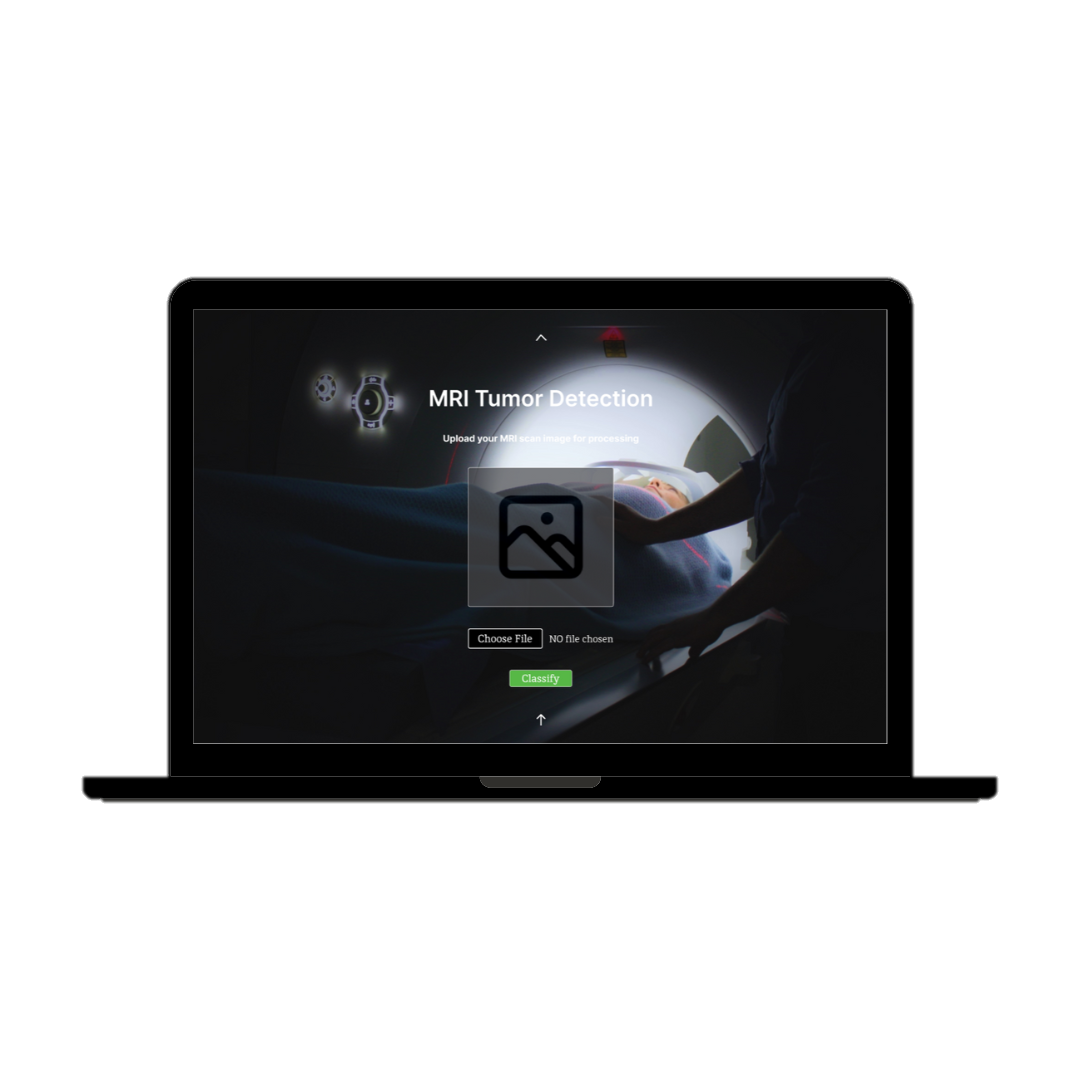 MRI Tumor Detection
Upload your MRI scan image for processing
Choose File NO file chosen
Classify